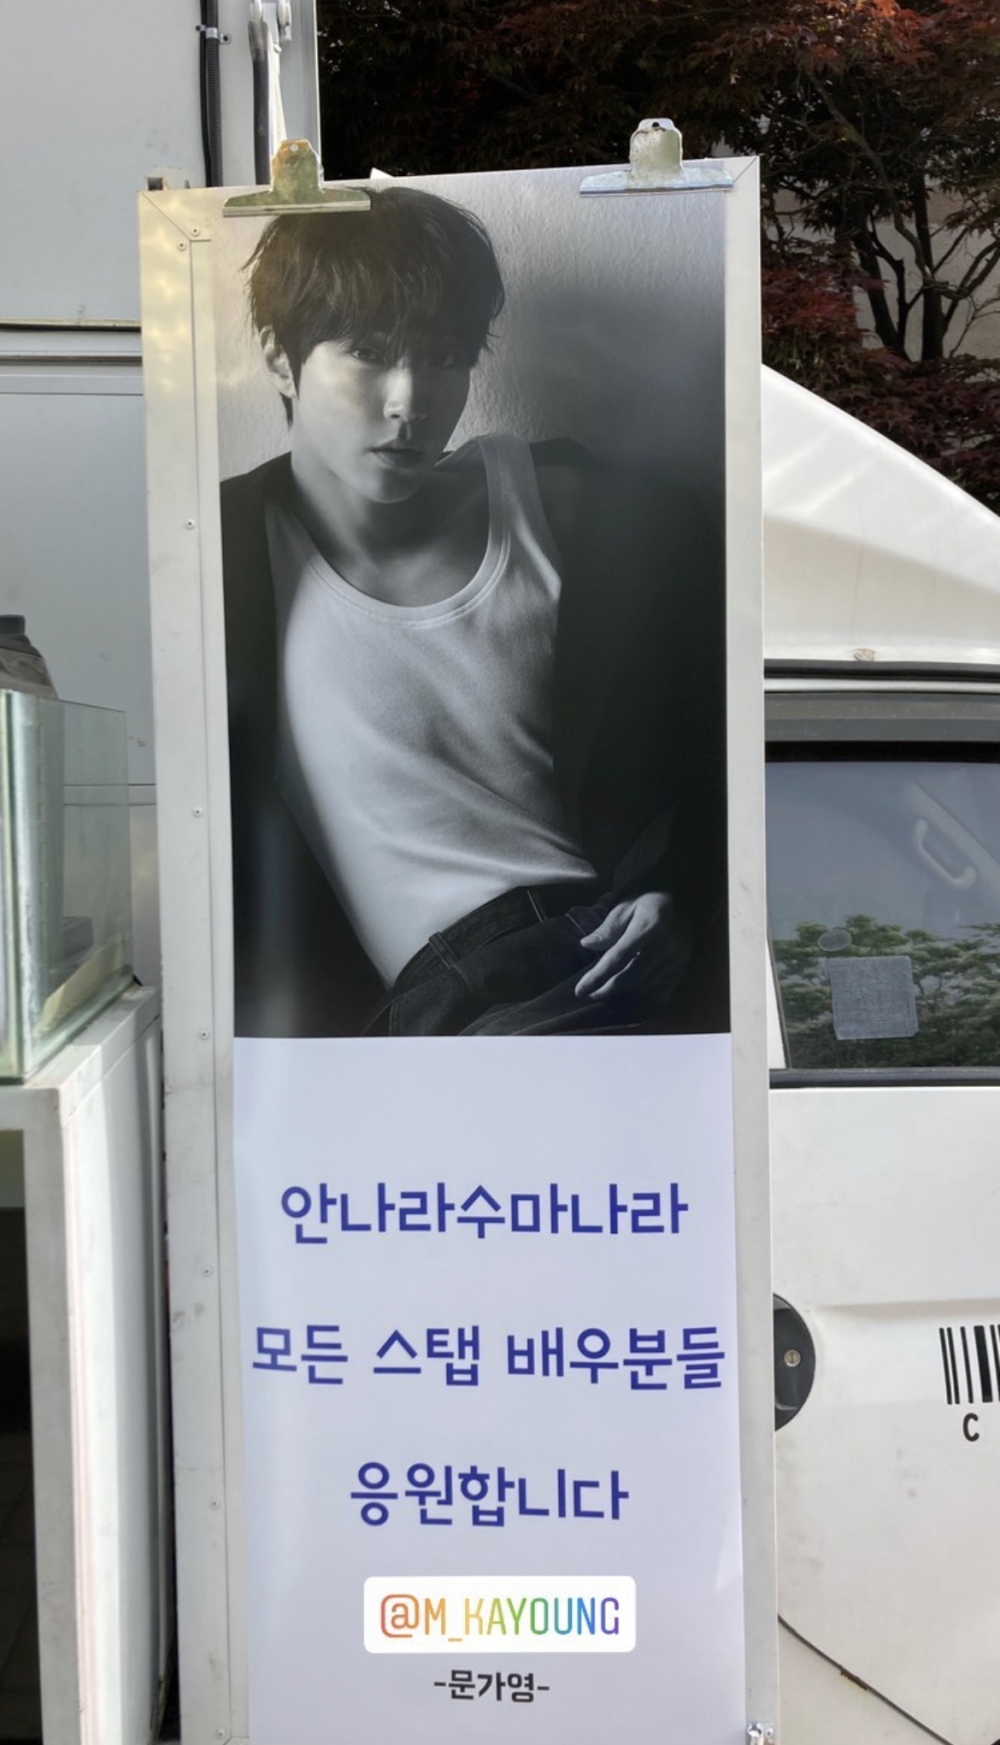 안나라수마나라
모든 스탭 배우분들
응원합니다
@M_KAYOUNG
-문가영-
C